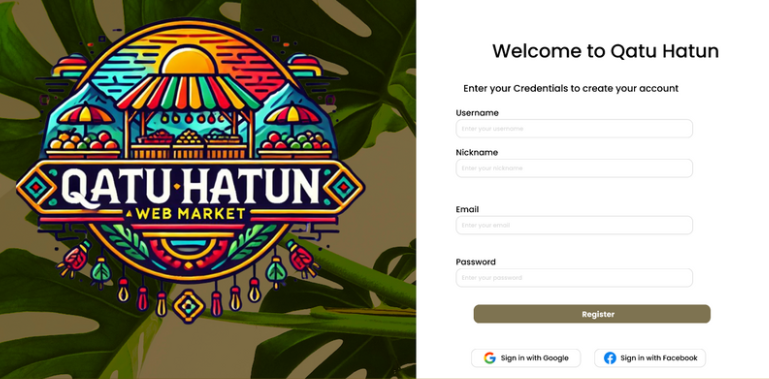 QATU·HATUN
WEB MARKET
Welcome to Qatu Hatun
Enter your Credentials to create your account
Username
Enter your username
Nickname
Enter your nickname
Email
Enter your email
Password
Enter your password
Register
Sign in with Google
Sign in with Facebook